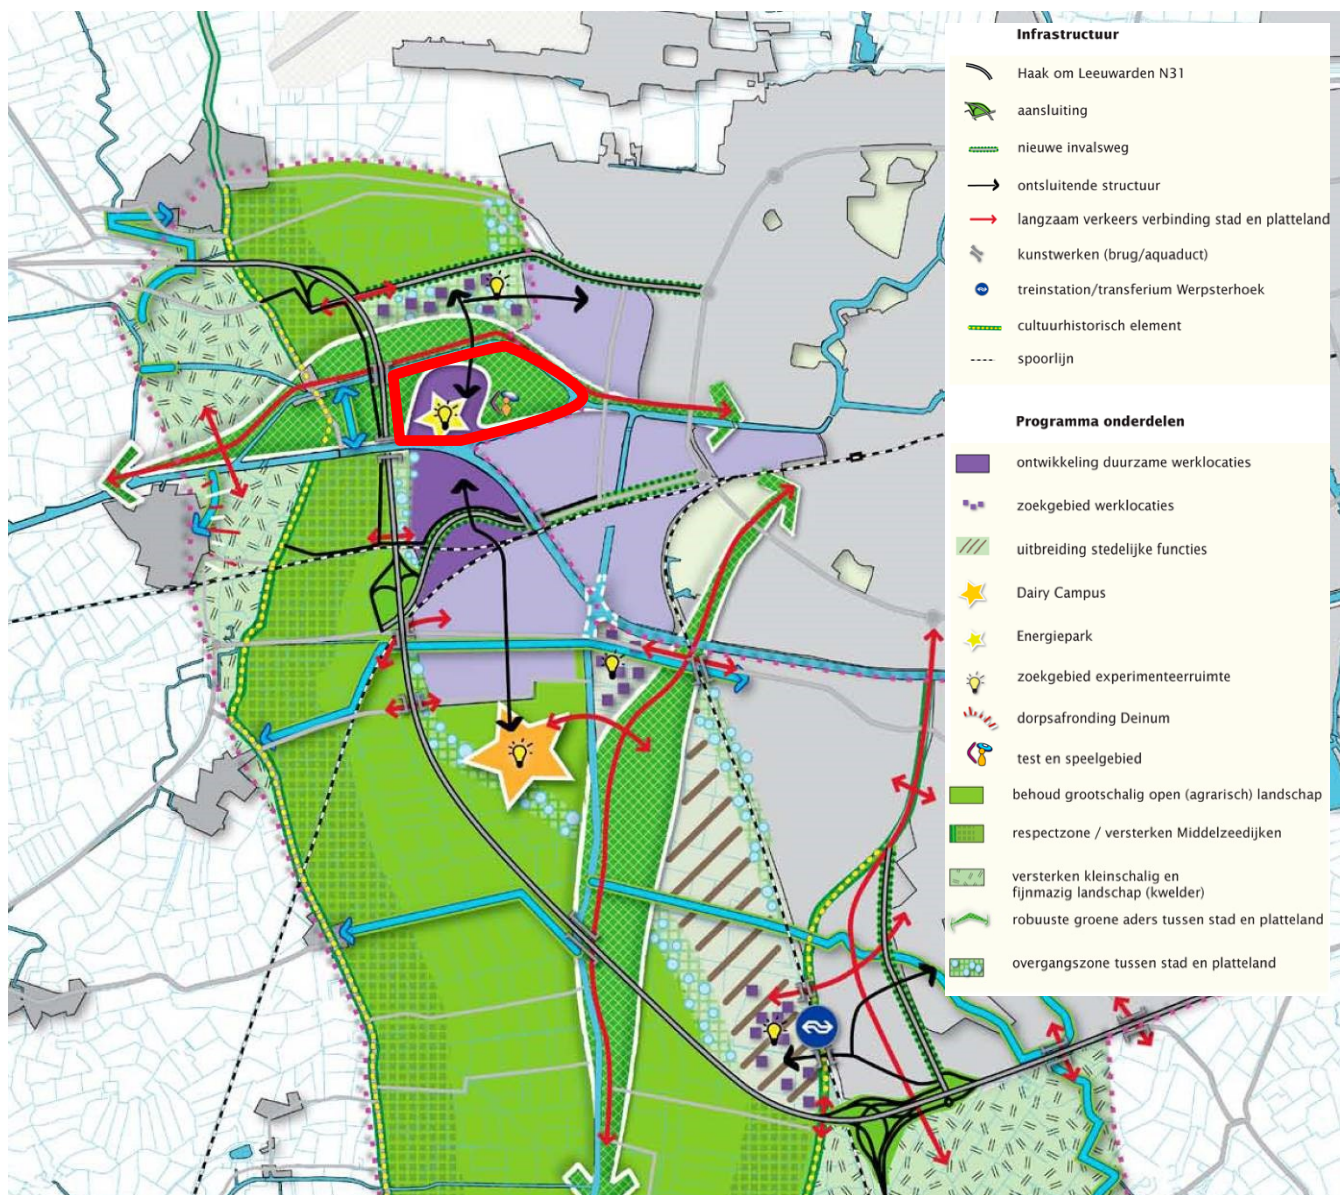 Infrastructuur
Haak om Leeuwarden N31
aansluiting
nieuwe invalsweg
ontsluitende structuur
langzaam verkeers verbinding stad en platteland
kunstwerken (brug/aquaduct)
treinstation/transferium Werpsterhoek
cultuurhistorisch element
spoorlijn
Programma onderdelen
ontwikkeling duurzame werklocaties
zoekgebied werklocaties
uitbreiding stedelijke functies
Dairy Campus
Energiepark
zoekgebied experimenteerruimte
dorpsafronding Deinum
test en speelgebied
behoud grootschalig open (agrarisch) landschap
respectzone / versterken Middelzeedijken
versterken kleinschalig en
fijnmazig landschap (kwelder)
robuuste groene aders tussen stad en platteland
overgangszone tussen stad en platteland